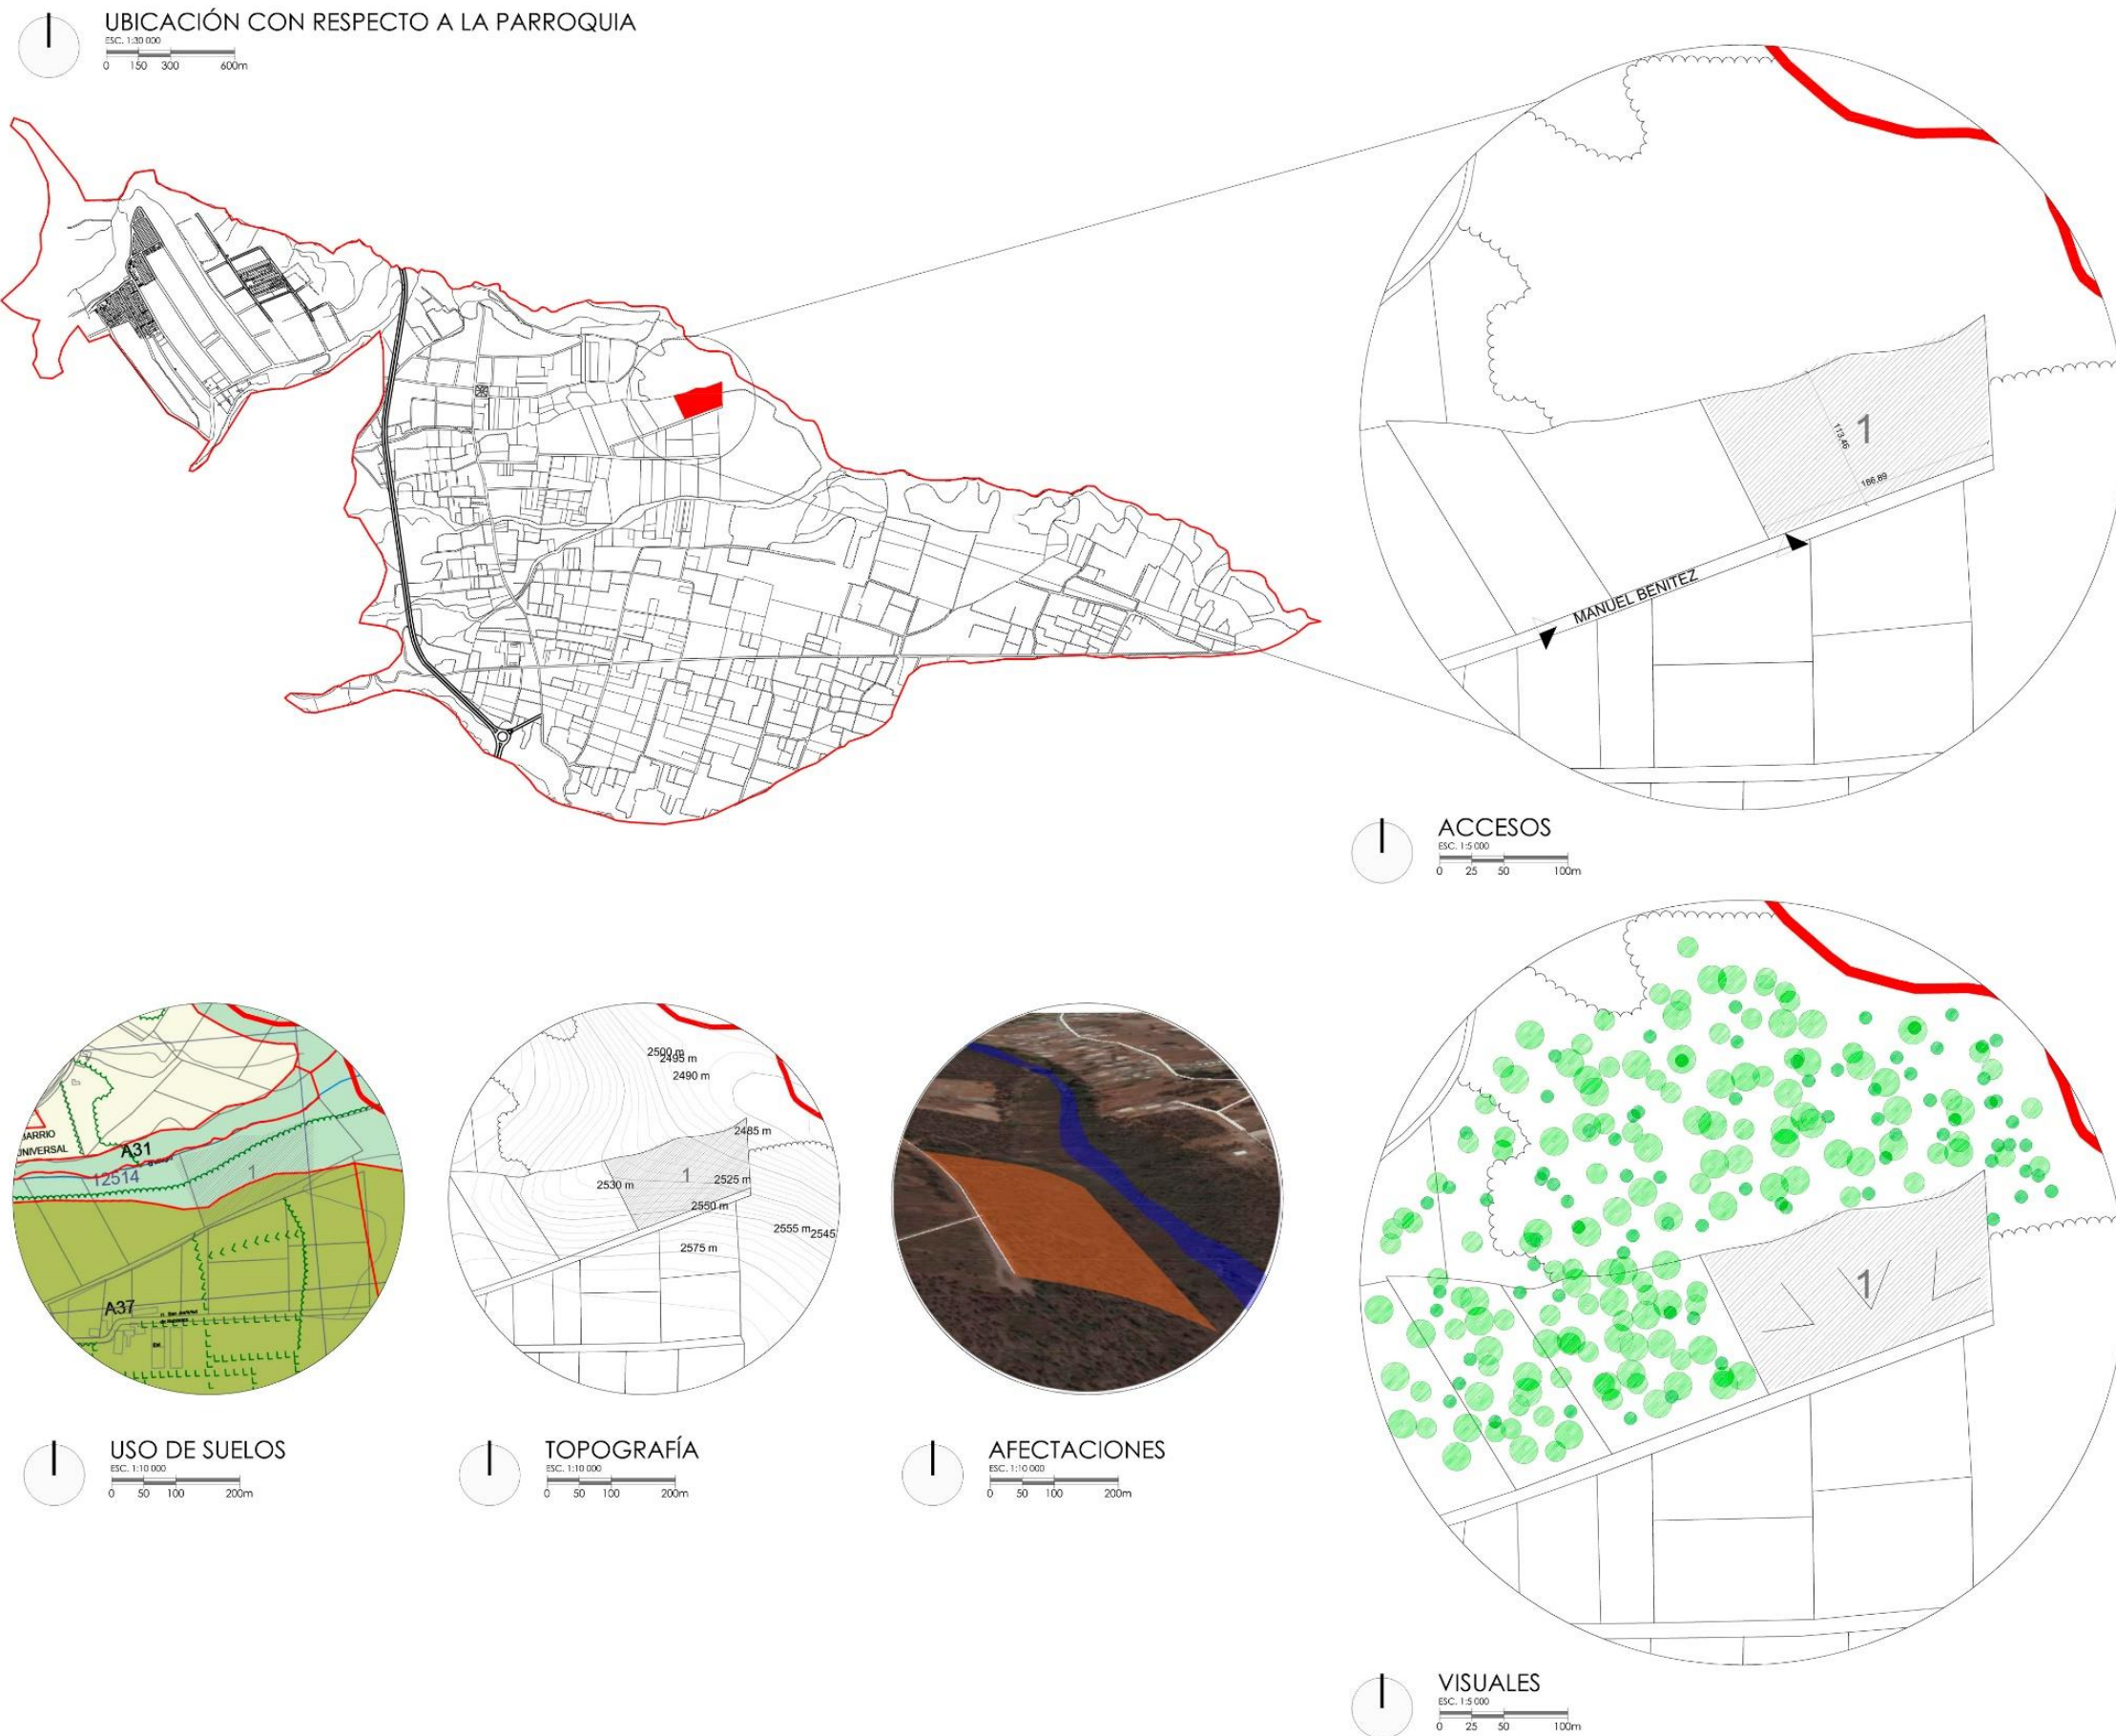 UBICACIÓN CON RESPECTO A LA PARROQUIA
ESC. 1:30 000
0 150 300 600m
1
113,46
186,89
MANUEL BENITEZ
ACCESOS
ESC. 1:5 000
0 25 50 100m
BARRIO
UNIVERSAL
A31
12514
1
A37
USO DE SUELOS
ESC. 1:10 000
0 50 100 200m
2500 m
2495 m
2490 m
2485 m
1
2530 m
2525 m
2550 m
2555 m
2545
2575 m
TOPOGRAFÍA
ESC. 1:10 000
0 50 100 200m
AFECTACIONES
ESC. 1:10 000
0 50 100 200m
1
VISUALES
ESC. 1:5 000
0 25 50 100m